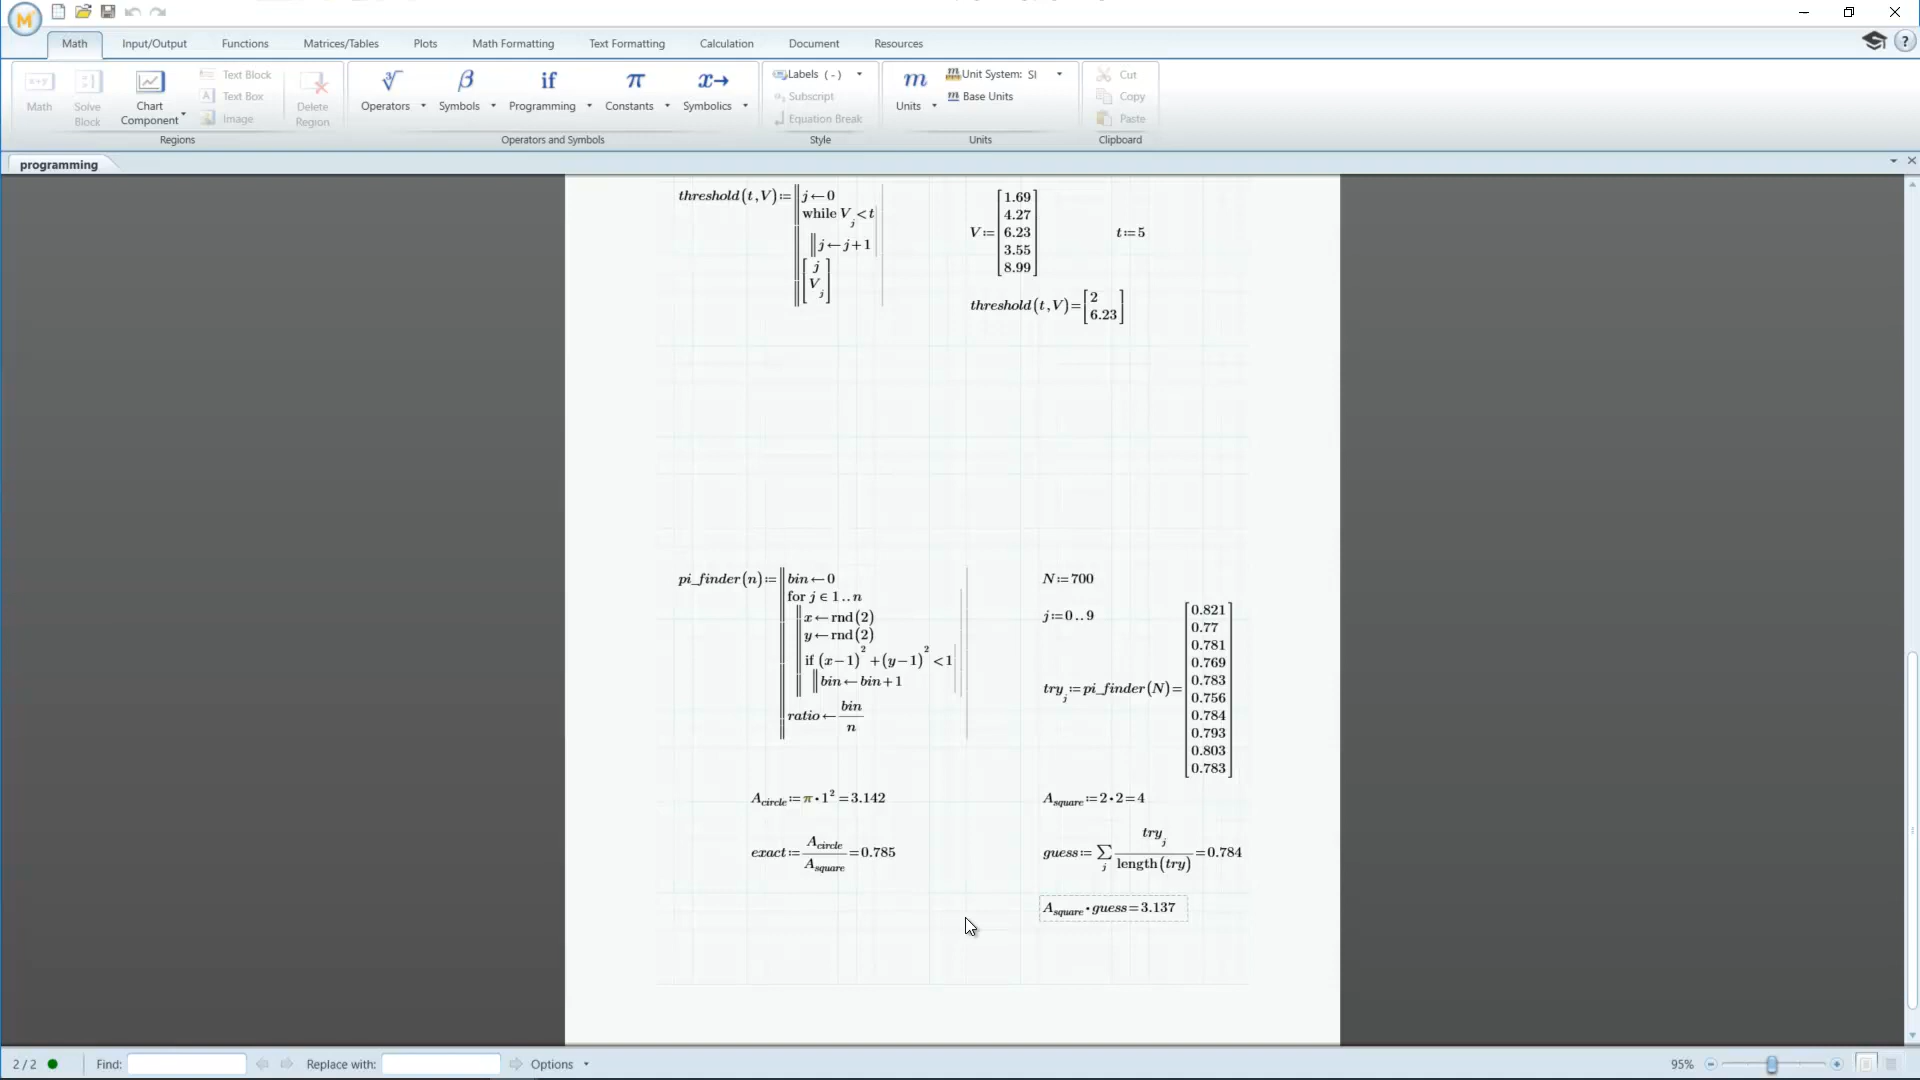 Math Input/Output Functions Matrices/Tables Plots Math Formatting Text Formatting Calculation Document Resources
Math
Solve Block
Chart Component
Text Block
Text Box
Image
Delete Region
Regions
Operators
Symbols
if Programming
π Constants
Symbolics
Operators and Symbols
Labels ( - )
Subscript
Equation Break
Style
m Units
Unit System: SI
Base Units
Units
Cut
Copy
Paste
Clipboard
programming
threshold(t,V):=
j←0
while V_j<t
j←j+1
[j
V_j]
V:=
1.69
4.27
6.23
3.55
8.99
t:=5
threshold(t,V)=
2
6.23
pi_finder(n):=
bin←0
for j∈1..n
x←rnd(2)
y←rnd(2)
if (x−1)²+(y−1)²<1
bin←bin+1
ratio←bin/n
N:=700
j:=0..9
try_j:=pi_finder(N)=
0.821
0.77
0.781
0.769
0.783
0.756
0.784
0.793
0.803
0.783
A_circle:=π·1²=3.142
A_square:=2·2=4
exact:=A_circle/A_square=0.785
guess:=∑_j try_j/length(try)=0.784
A_square·guess=3.137
2 / 2 Find: Replace with: Options 95%